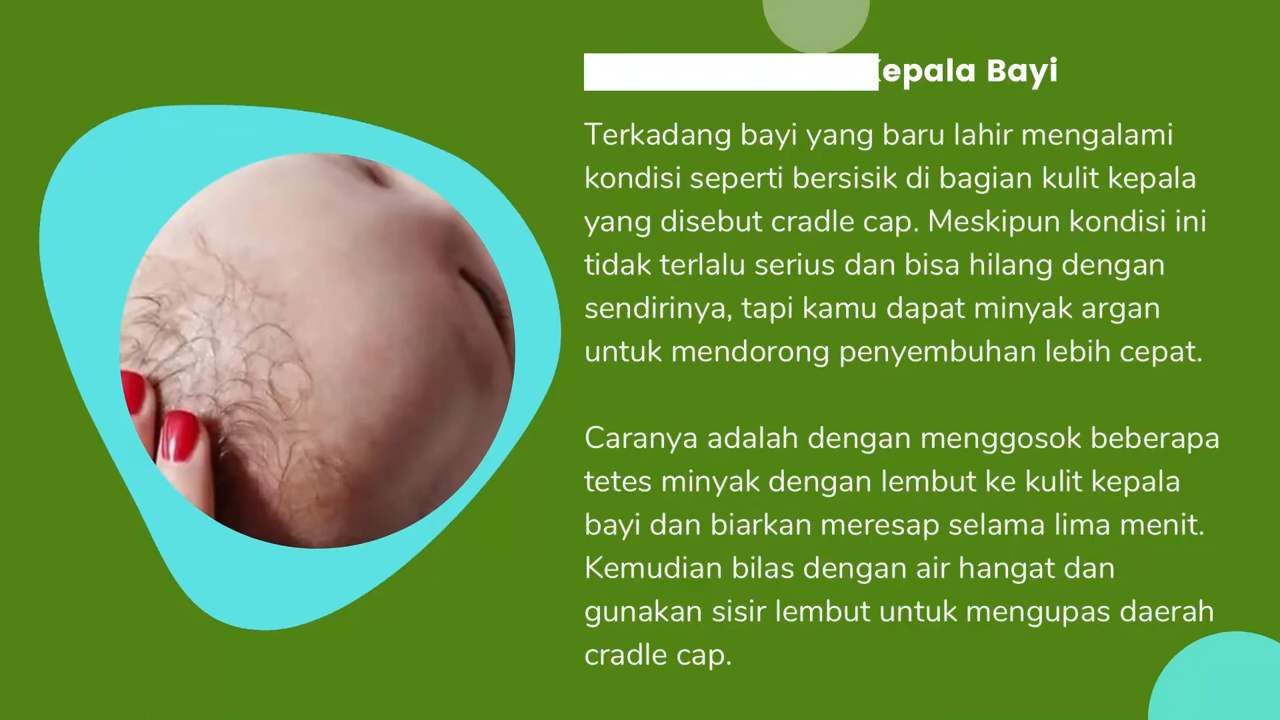 epala Bayi
Terkadang bayi yang baru lahir mengalami
kondisi seperti bersisik di bagian kulit kepala
yang disebut cradle cap. Meskipun kondisi ini
tidak terlalu serius dan bisa hilang dengan
sendirinya, tapi kamu dapat minyak argan
untuk mendorong penyembuhan lebih cepat.
Caranya adalah dengan menggosok beberapa
tetes minyak dengan lembut ke kulit kepala
bayi dan biarkan meresap selama lima menit.
Kemudian bilas dengan air hangat dan
gunakan sisir lembut untuk mengupas daerah
cradle cap.